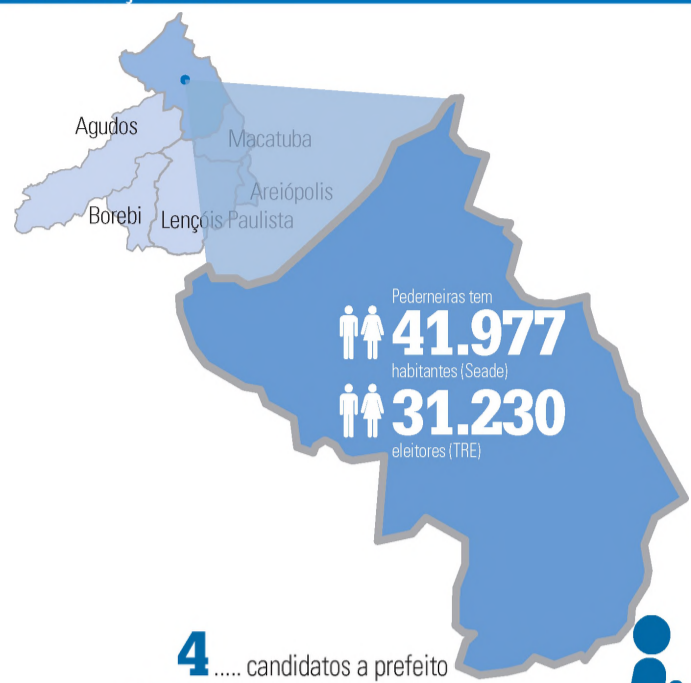 Agudos
Macatuba
Areiópolis
Borebi
Lençóis Paulista
Pederneiras tem
41.977
habitantes (Seade)
31.230
eleitores (TRE)
4 ..... candidatos a prefeito